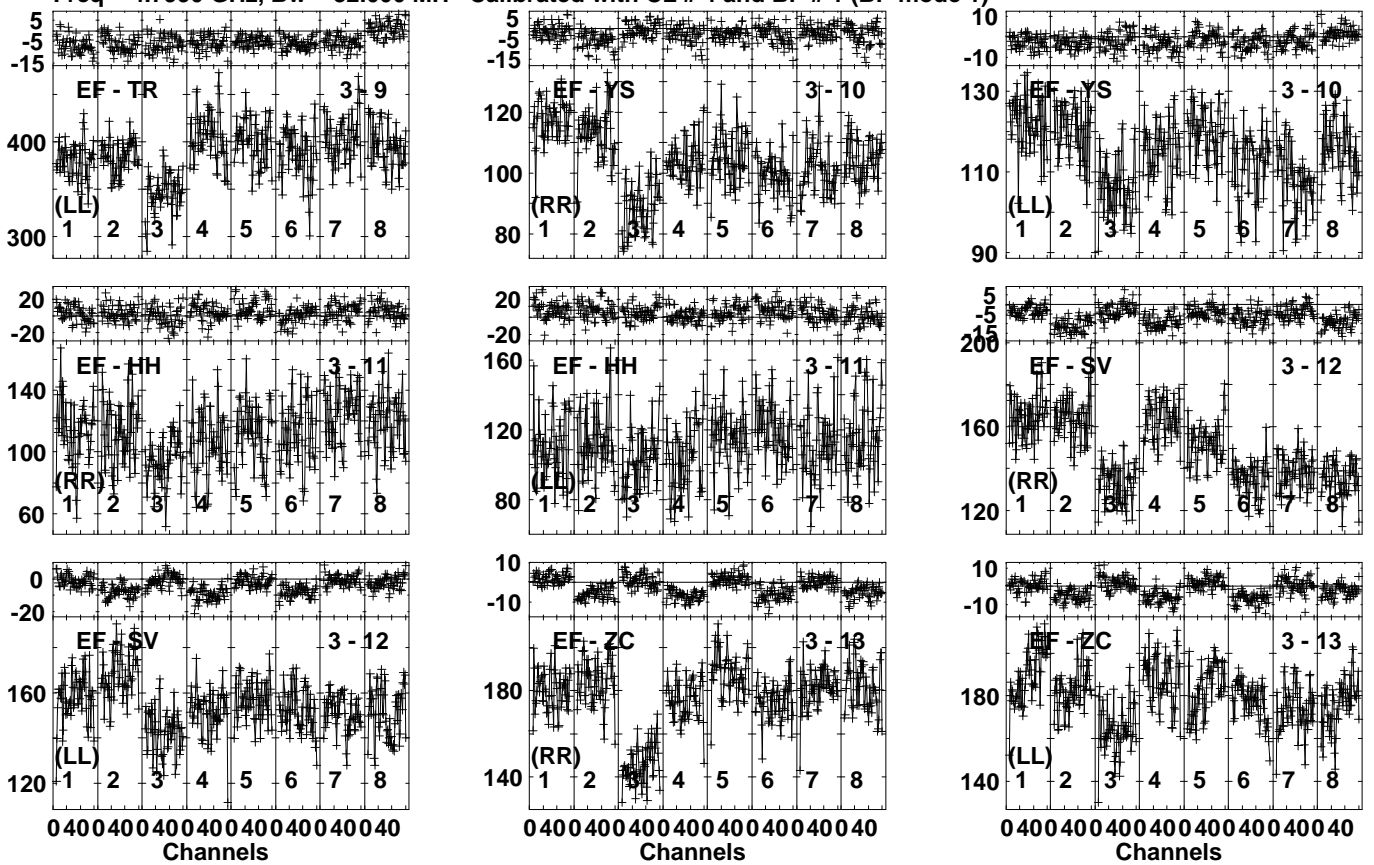 Calibrated with CL # 4 and BP # 1 (BP mode 1)
5 5 10
-5 -5 -10
-15 -15
EF - TR 3 - 9 EF - YS 3 - 10 EF - YS 3 - 10
400 120 130
300 100 110
80 90
(LL) (RR) (LL)
1 2 3 4 5 6 7 8 1 2 3 4 5 6 7 8 1 2 3 4 5 6 7 8
20 20 5
-20 -20 -5
-15
EF - HH 3 - 11 EF - HH 3 - 11 EF - SV 3 - 12
140 160 200
100 120 160
60 80 120
(RR) (LL) (RR)
1 2 3 4 5 6 7 8 1 2 3 4 5 6 7 8 1 2 3 4 5 6 7 8
0 10 10
-20 -10 -10
EF - SV 3 - 12 EF - ZC 3 - 13 EF - ZC 3 - 13
160 180 180
120 140 140
(LL) (RR) (LL)
1 2 3 4 5 6 7 8 1 2 3 4 5 6 7 8 1 2 3 4 5 6 7 8
0 40 0 40 0 40 0 40 0 40 0 40 0 40 0 40 0 40 0 40 0 40 0 40 0 40 0 40 0 40 0 40 0 40 0 40 0 40 0 40 0 40 0 40 0 40 0 40
Channels Channels Channels